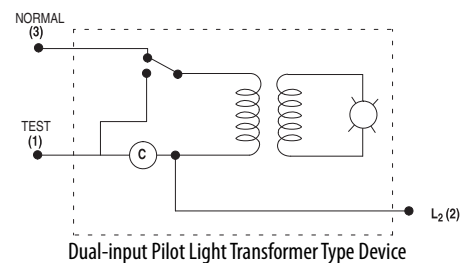 NORMAL
(3)
TEST
(1)
C
L₂ (2)
Dual-input Pilot Light Transformer Type Device